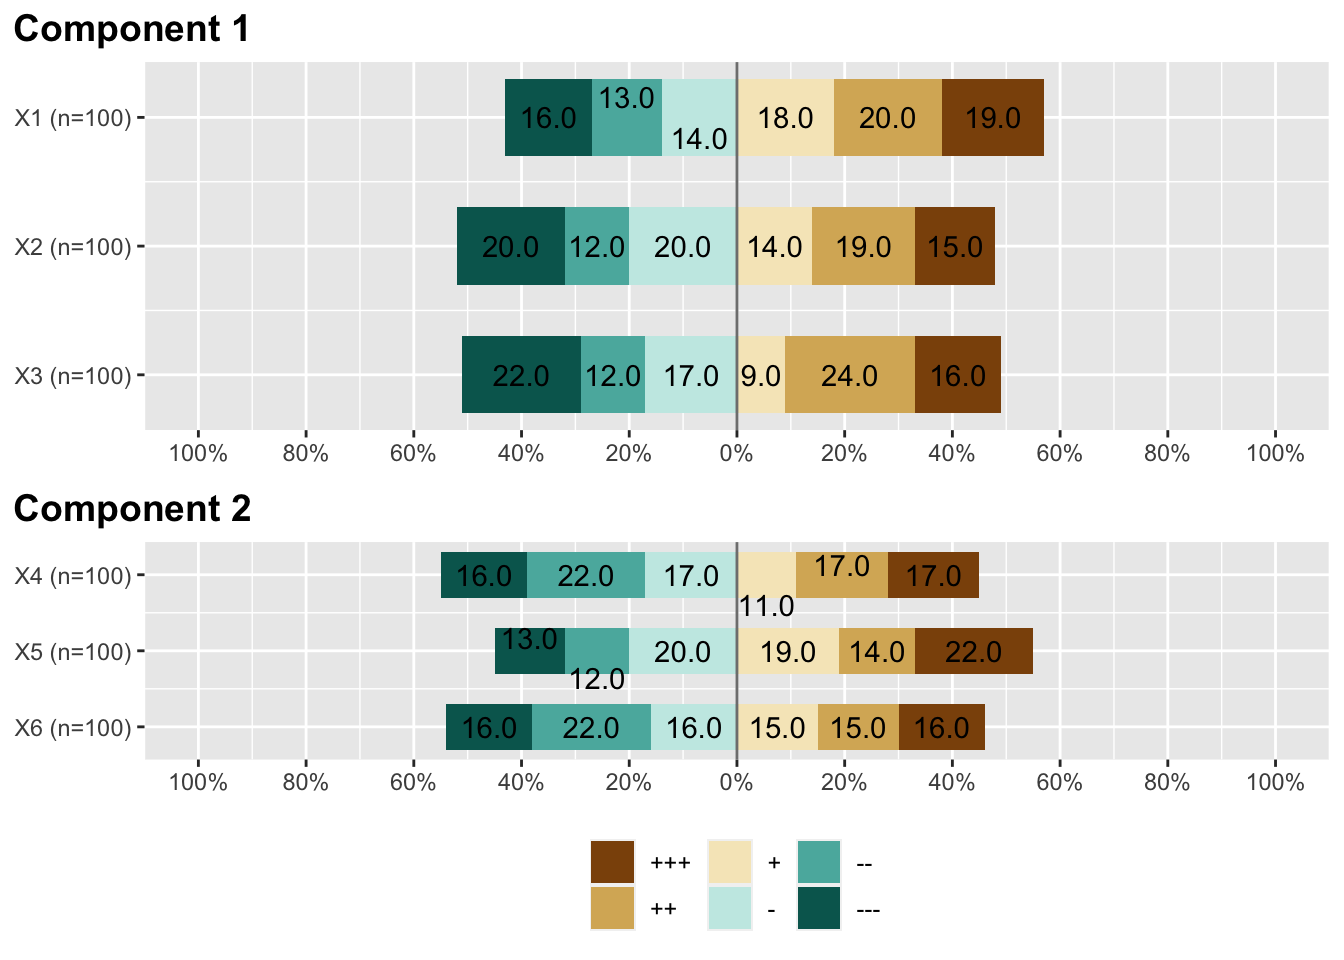 Component 1
X1 (n=100) 16.0 13.0 14.0 18.0 20.0 19.0
X2 (n=100) 20.0 12.0 20.0 14.0 19.0 15.0
X3 (n=100) 22.0 12.0 17.0 9.0 24.0 16.0
100% 80% 60% 40% 20% 0% 20% 40% 60% 80% 100%
Component 2
X4 (n=100) 16.0 22.0 17.0 11.0 17.0 17.0
X5 (n=100) 13.0 12.0 20.0 19.0 14.0 22.0
X6 (n=100) 16.0 22.0 16.0 15.0 15.0 16.0
100% 80% 60% 40% 20% 0% 20% 40% 60% 80% 100%
+++ + --
++ - ---